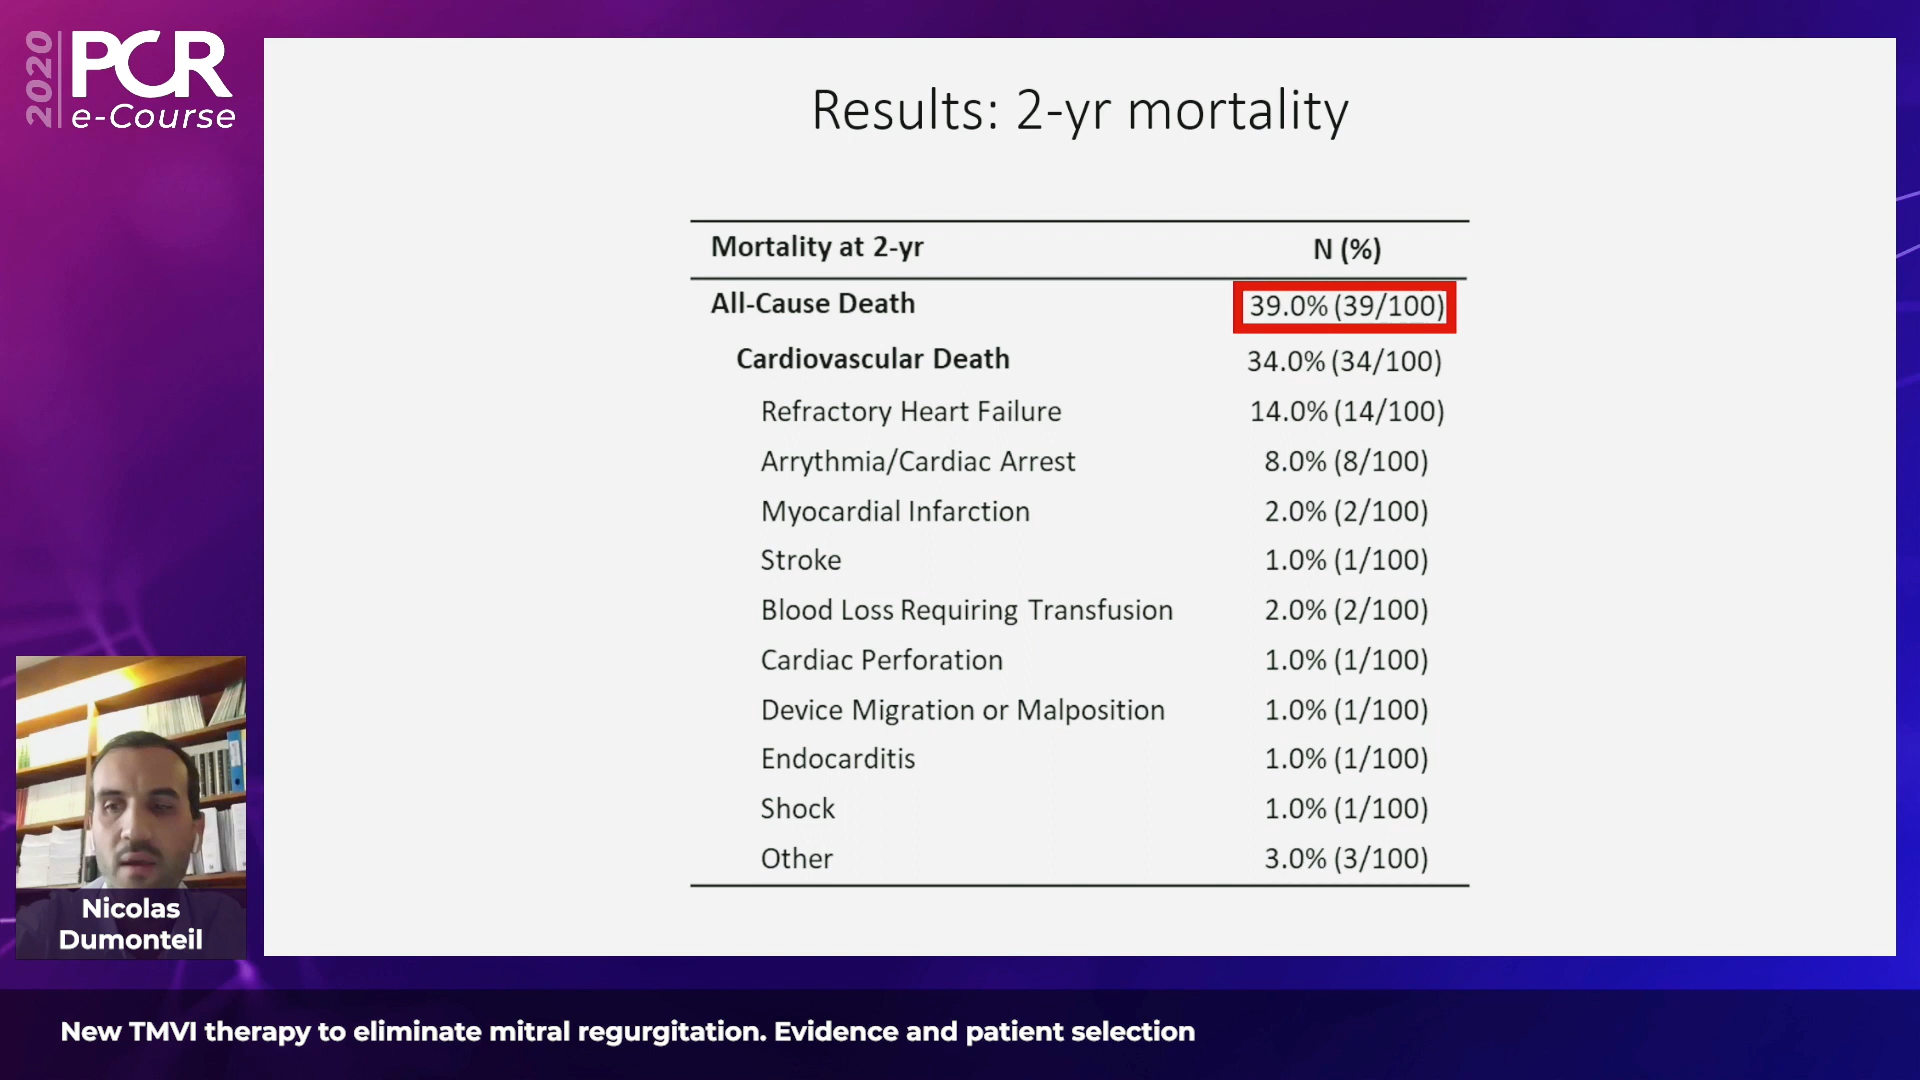 2020
PCR
e-Course
Results: 2-yr mortality
Mortality at 2-yr N (%)
All-Cause Death 39.0% (39/100)
Cardiovascular Death 34.0% (34/100)
Refractory Heart Failure 14.0% (14/100)
Arrythmia/Cardiac Arrest 8.0% (8/100)
Myocardial Infarction 2.0% (2/100)
Stroke 1.0% (1/100)
Blood Loss Requiring Transfusion 2.0% (2/100)
Cardiac Perforation 1.0% (1/100)
Device Migration or Malposition 1.0% (1/100)
Endocarditis 1.0% (1/100)
Shock 1.0% (1/100)
Other 3.0% (3/100)
Nicolas
Dumonteil
New TMVI therapy to eliminate mitral regurgitation. Evidence and patient selection